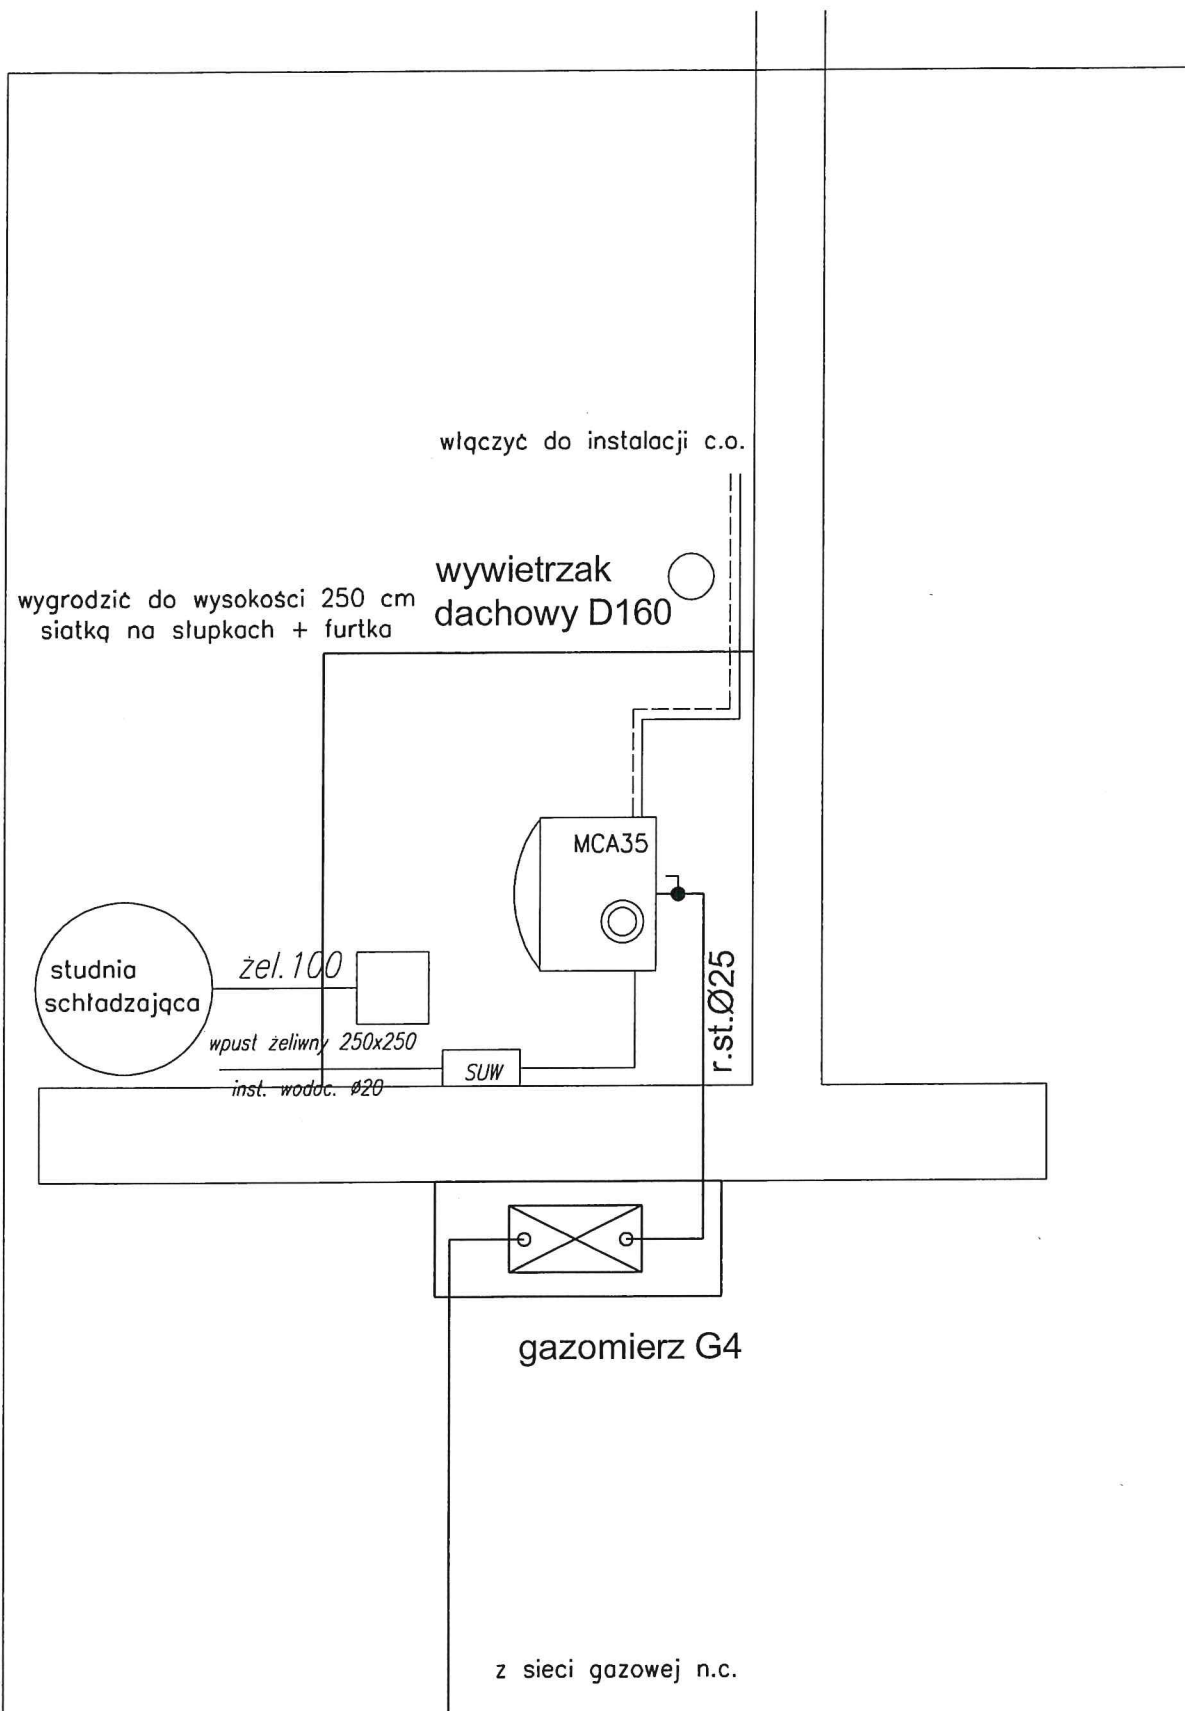 włączyć do instalacji c.o.
wywietrzak
dachowy D160
wygrodzić do wysokości 250 cm
siatką na słupkach + furtka
MCA35
studnia
schładzająca
żel.100
r.st.Ø25
wpust żeliwny 250x250
SUW
inst. wodoc. ø20
gazomierz G4
z sieci gazowej n.c.